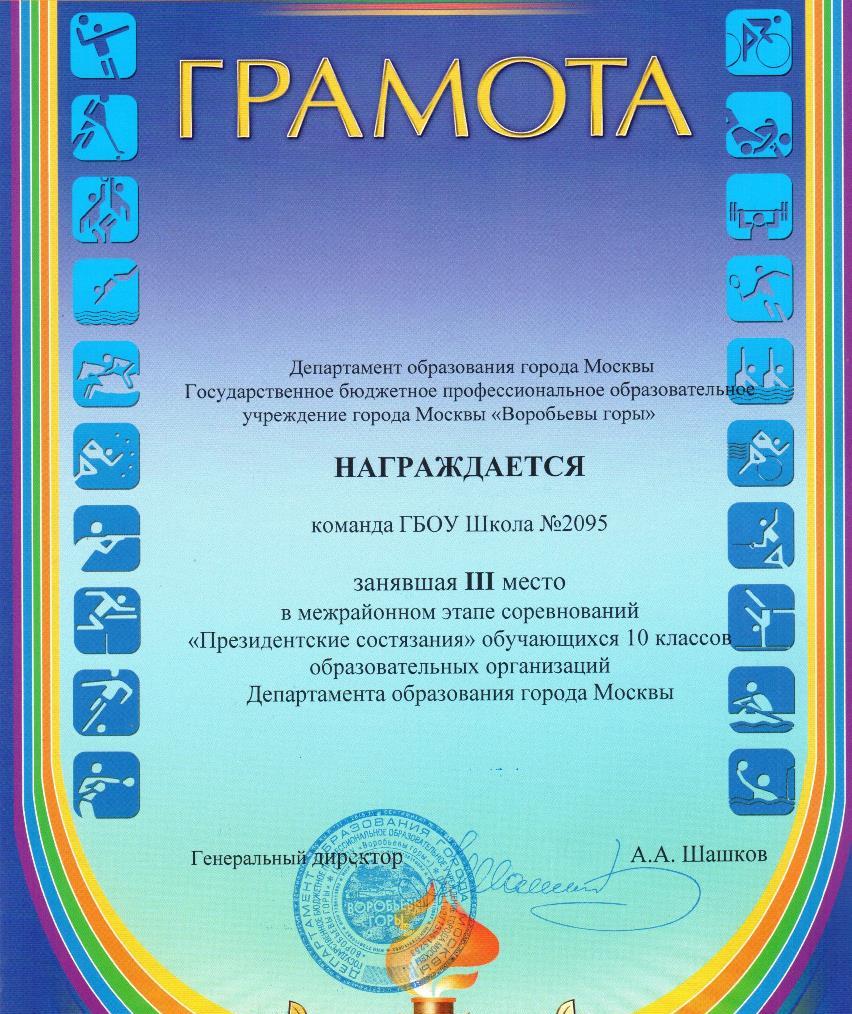 ГРАМОТА
Департамент образования города Москвы
Государственное бюджетное профессиональное образовательное
учреждение города Москвы «Воробьевы горы»
НАГРАЖДАЕТСЯ
команда ГБОУ Школа №2095
занявшая III место
в межрайонном этапе соревнований
«Президентские состязания» обучающихся 10 классов
образовательных организаций
Департамента образования города Москвы
Генеральный директор
А.А. Шашков
ДЕПАРТАМЕНТ ОБРАЗОВАНИЯ ГОРОДА МОСКВЫ
ВОРОБЬЕВЫ
ГОРЫ